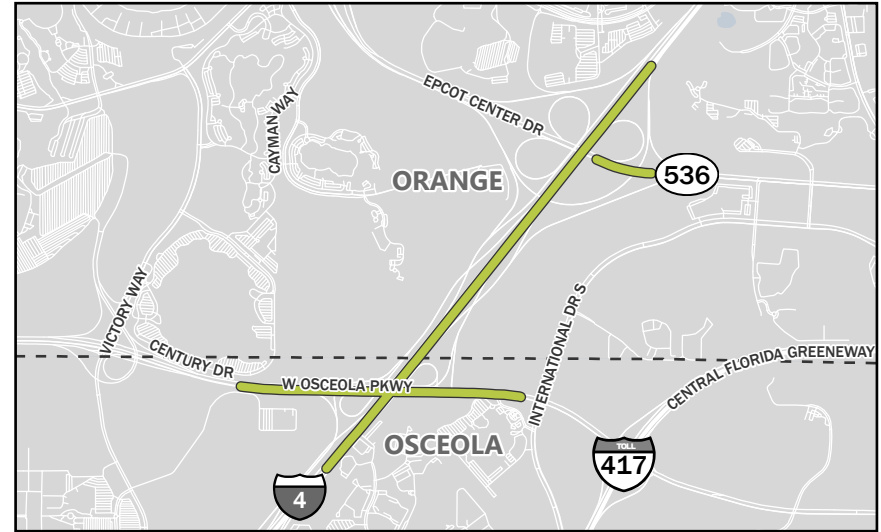 EPCOT CENTER DR
CAYMAN WAY
ORANGE
536
VICTORY WAY
CENTURY DR
W OSCEOLA PKWY
INTERNATIONAL DR S
CENTRAL FLORIDA GREENEWAY
OSCEOLA
TOLL
417
4